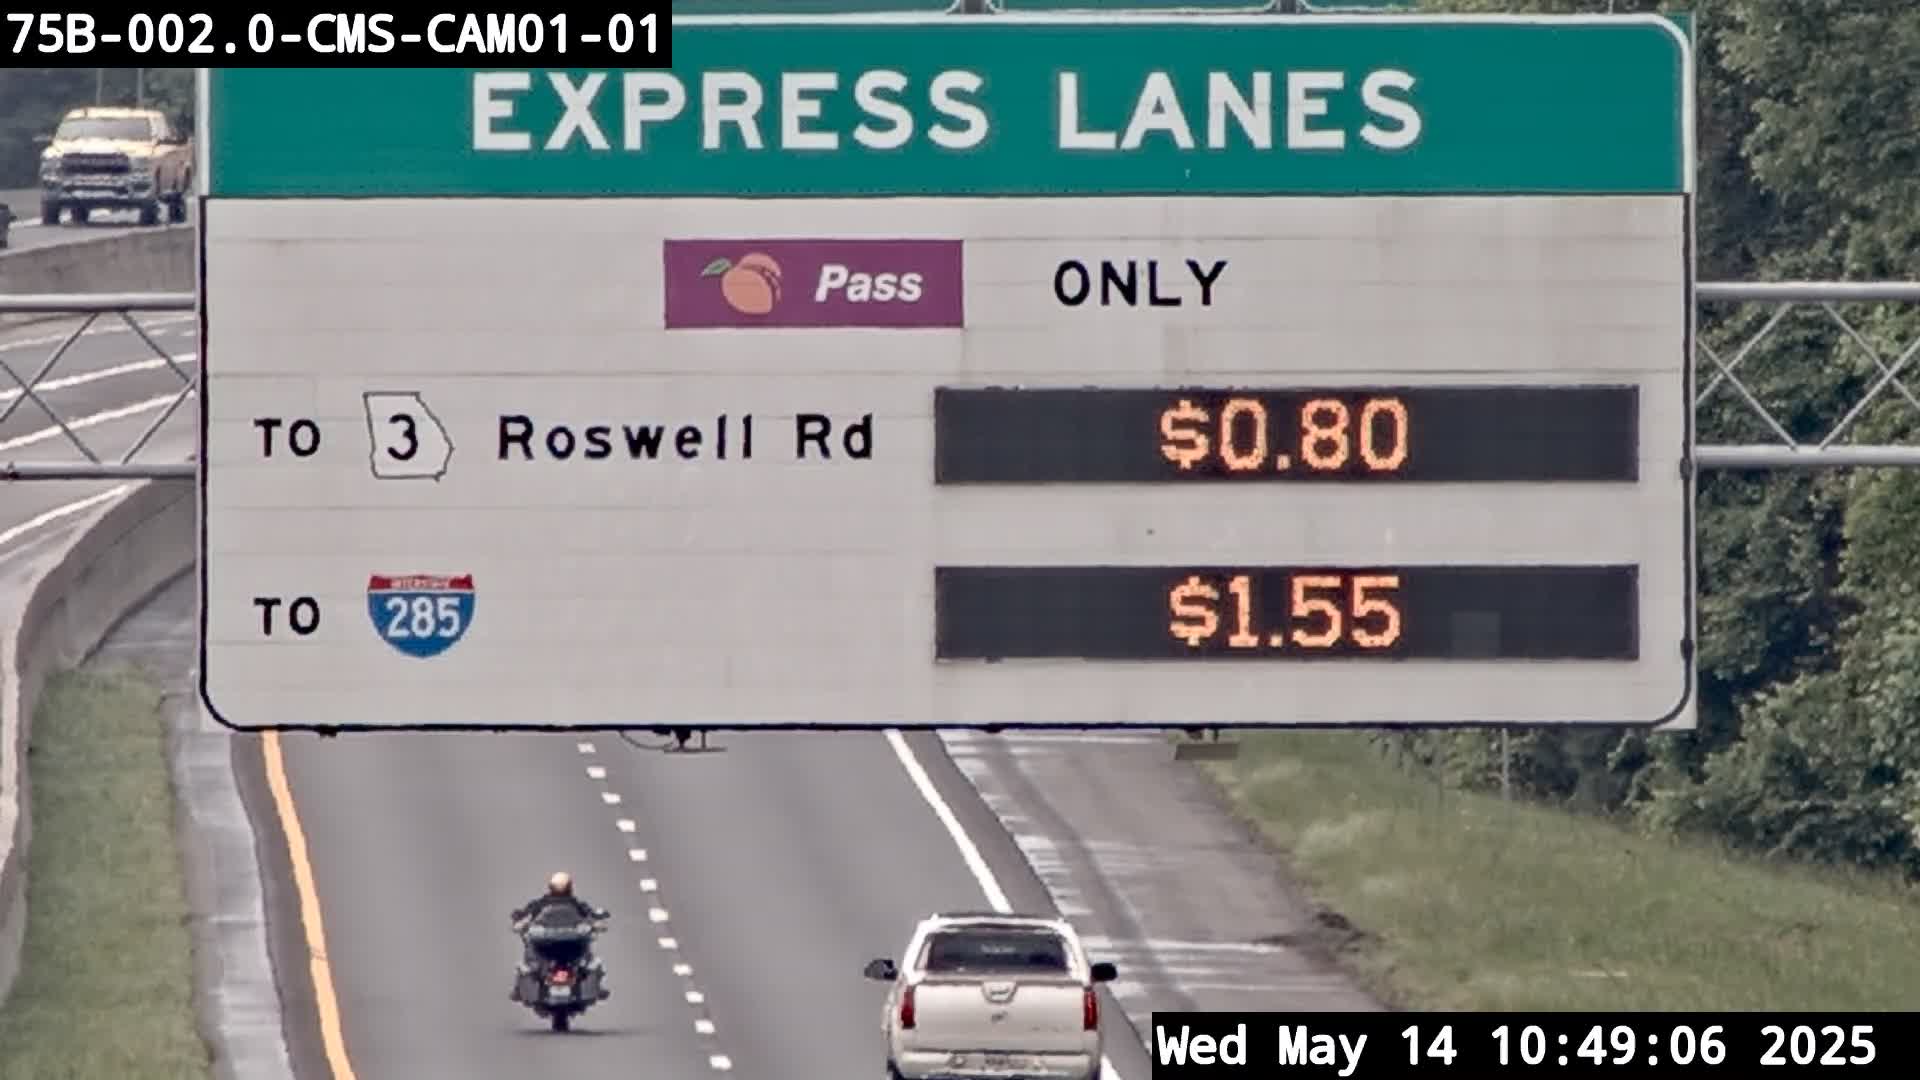 75B-002.0-CMS-CAM01-01
EXPRESS LANES
Pass ONLY
TO 3 Roswell Rd $0.80
TO INTERSTATE 285 $1.55
Wed May 14 10:49:06 2025